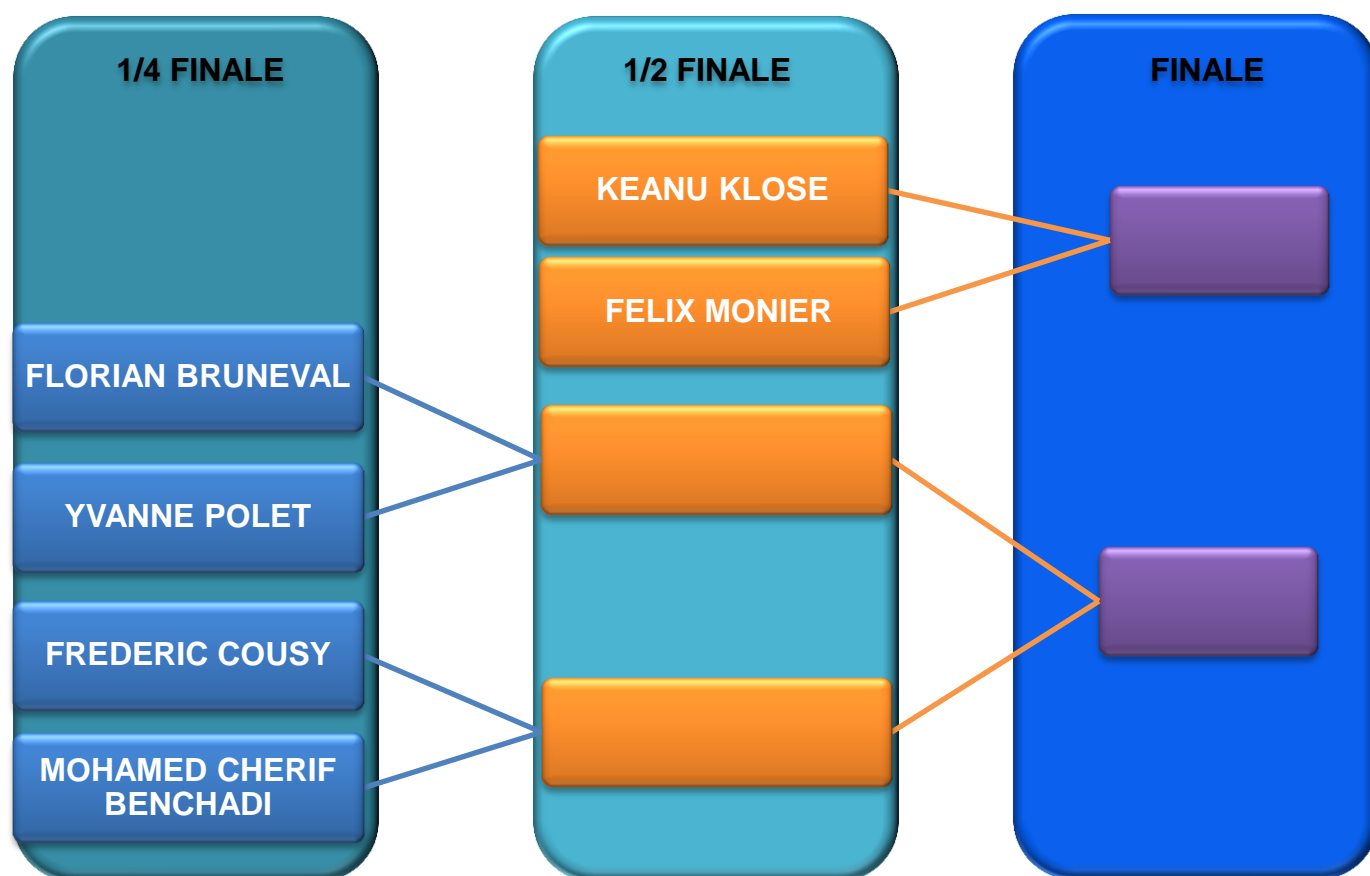 1/4 FINALE
1/2 FINALE
FINALE
KEANU KLOSE
FELIX MONIER
FLORIAN BRUNEVAL
YVANNE POLET
FREDERIC COUSY
MOHAMED CHERIF
BENCHADI